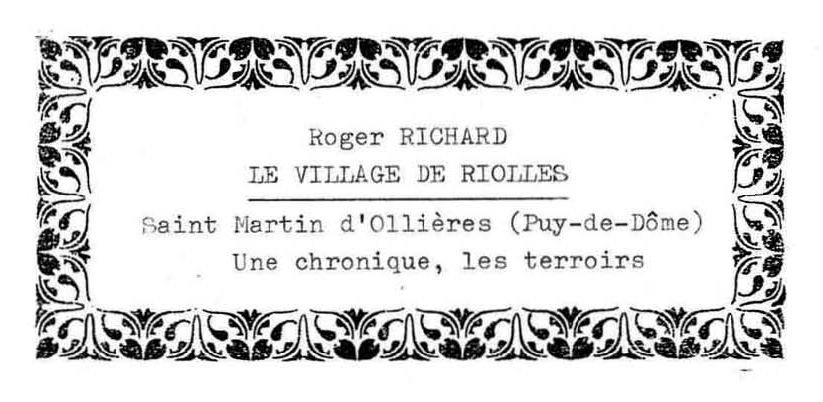 Roger RICHARD
LE VILLAGE DE RIOLLES
Saint Martin d'Ollières (Puy-de-Dôme)
Une chronique, les terroirs